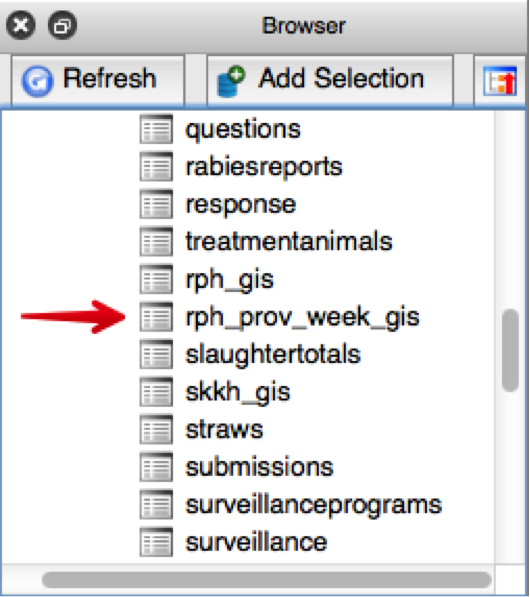 Browser
Refresh Add Selection
questions
rabiesreports
response
treatmentanimals
rph_gis
rph_prov_week_gis
slaughtertotals
skkh_gis
straws
submissions
surveillanceprograms
surveillance